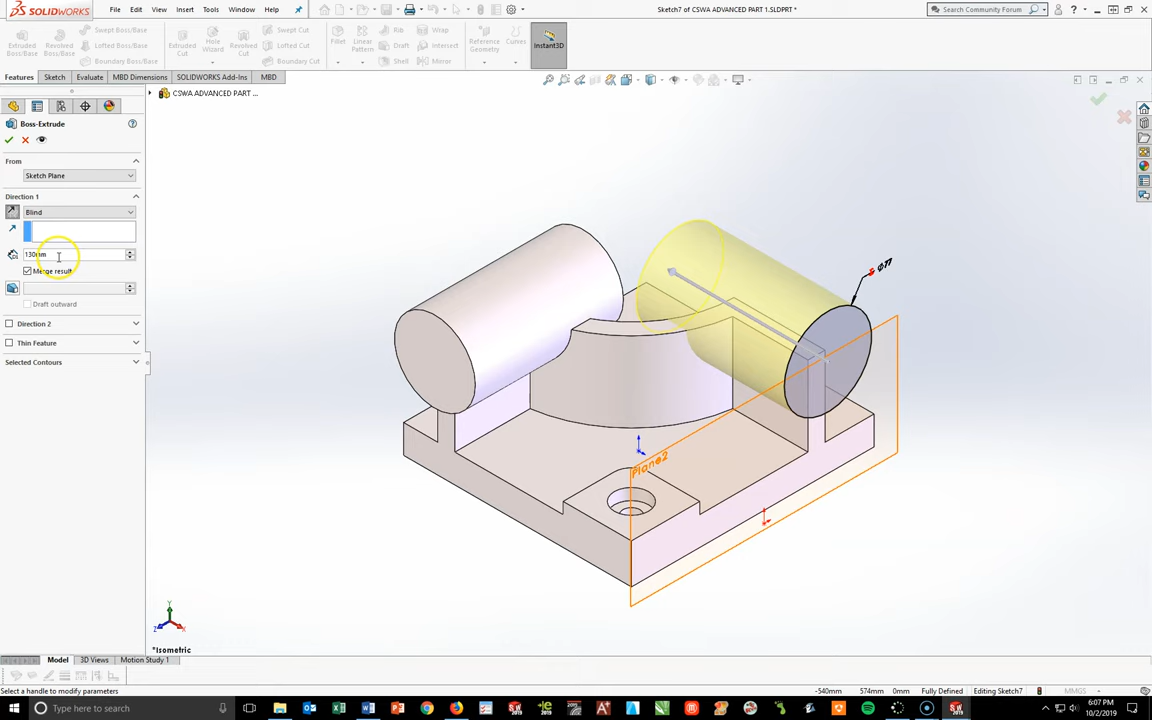 SOLIDWORKS File Edit View Insert Tools Window Help Sketch7 of CSWA ADVANCED PART 1.SLDPRT * Search Community Forum
Extruded Boss/Base Revolved Boss/Base Swept Boss/Base Lofted Boss/Base Boundary Boss/Base Extruded Cut Hole Wizard Revolved Cut Swept Cut Lofted Cut Boundary Cut Fillet Linear Pattern Rib Draft Shell Wrap Intersect Mirror Reference Geometry Curves Instant3D
Features Sketch Evaluate MBD Dimensions SOLIDWORKS Add-Ins MBD
CSWA ADVANCED PART ...
Boss-Extrude
From
Sketch Plane
Direction 1
Blind
130mm
Merge result
Draft outward
Direction 2
Thin Feature
Selected Contours
Ø77
Plane2
Y
Z
X
*Isometric
Model 3D Views Motion Study 1
Select a handle to modify parameters -540mm 574mm 0mm Fully Defined Editing Sketch7 MMGS
Type here to search 6:07 PM
10/2/2019